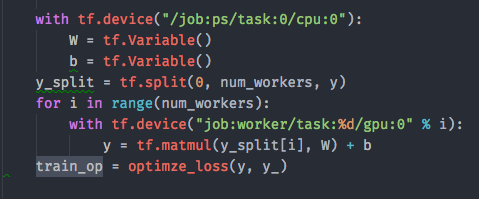 with tf.device("/job:ps/task:0/cpu:0"):
W = tf.Variable()
b = tf.Variable()
y_split = tf.split(0, num_workers, y)
for i in range(num_workers):
with tf.device("job:worker/task:%d/gpu:0" % i):
y = tf.matmul(y_split[i], W) + b
train_op = optimze_loss(y, y_)